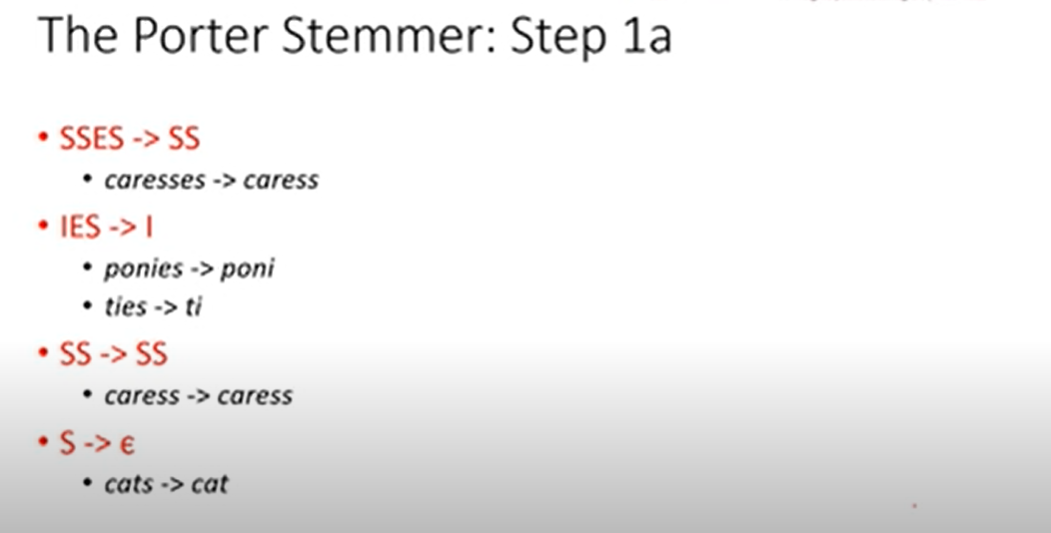 The Porter Stemmer: Step 1a
• SSES -> SS
• caresses -> caress
• IES -> I
• ponies -> poni
• ties -> ti
• SS -> SS
• caress -> caress
• S -> є
• cats -> cat